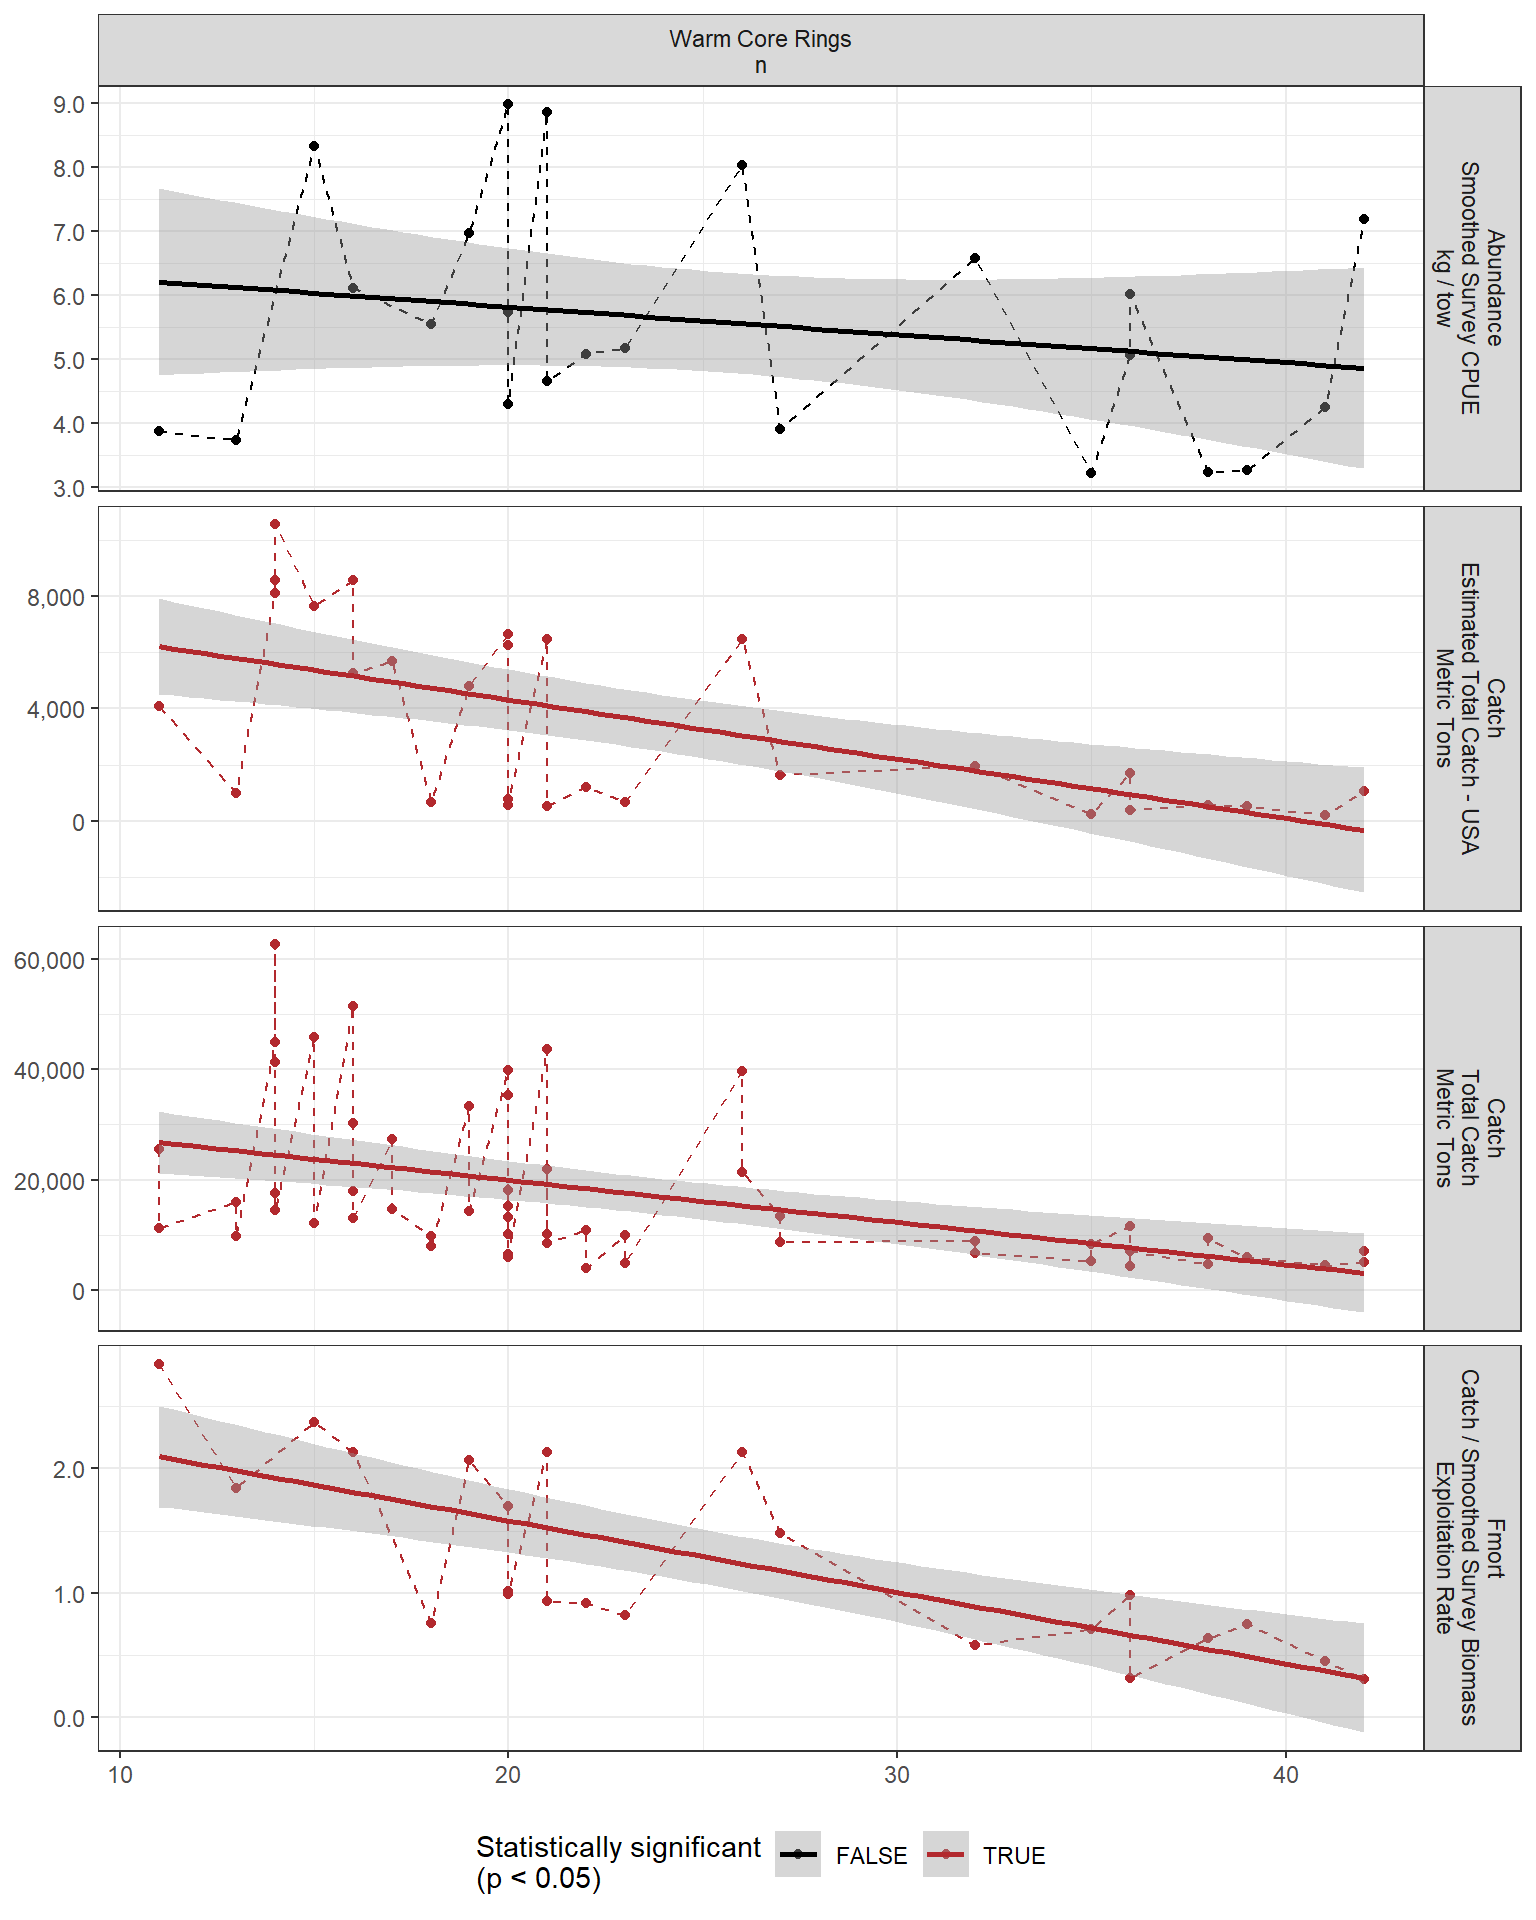 Warm Core Rings
n
9.0
8.0
7.0
6.0
5.0
4.0
3.0
Abundance
Smoothed Survey CPUE
kg / tow
8,000
4,000
0
Catch
Estimated Total Catch - USA
Metric Tons
60,000
40,000
20,000
0
Catch
Total Catch
Metric Tons
2.0
1.0
0.0
Fmort
Catch / Smoothed Survey Biomass
Exploitation Rate
10 20 30 40
Statistically significant
(p < 0.05)
FALSE TRUE